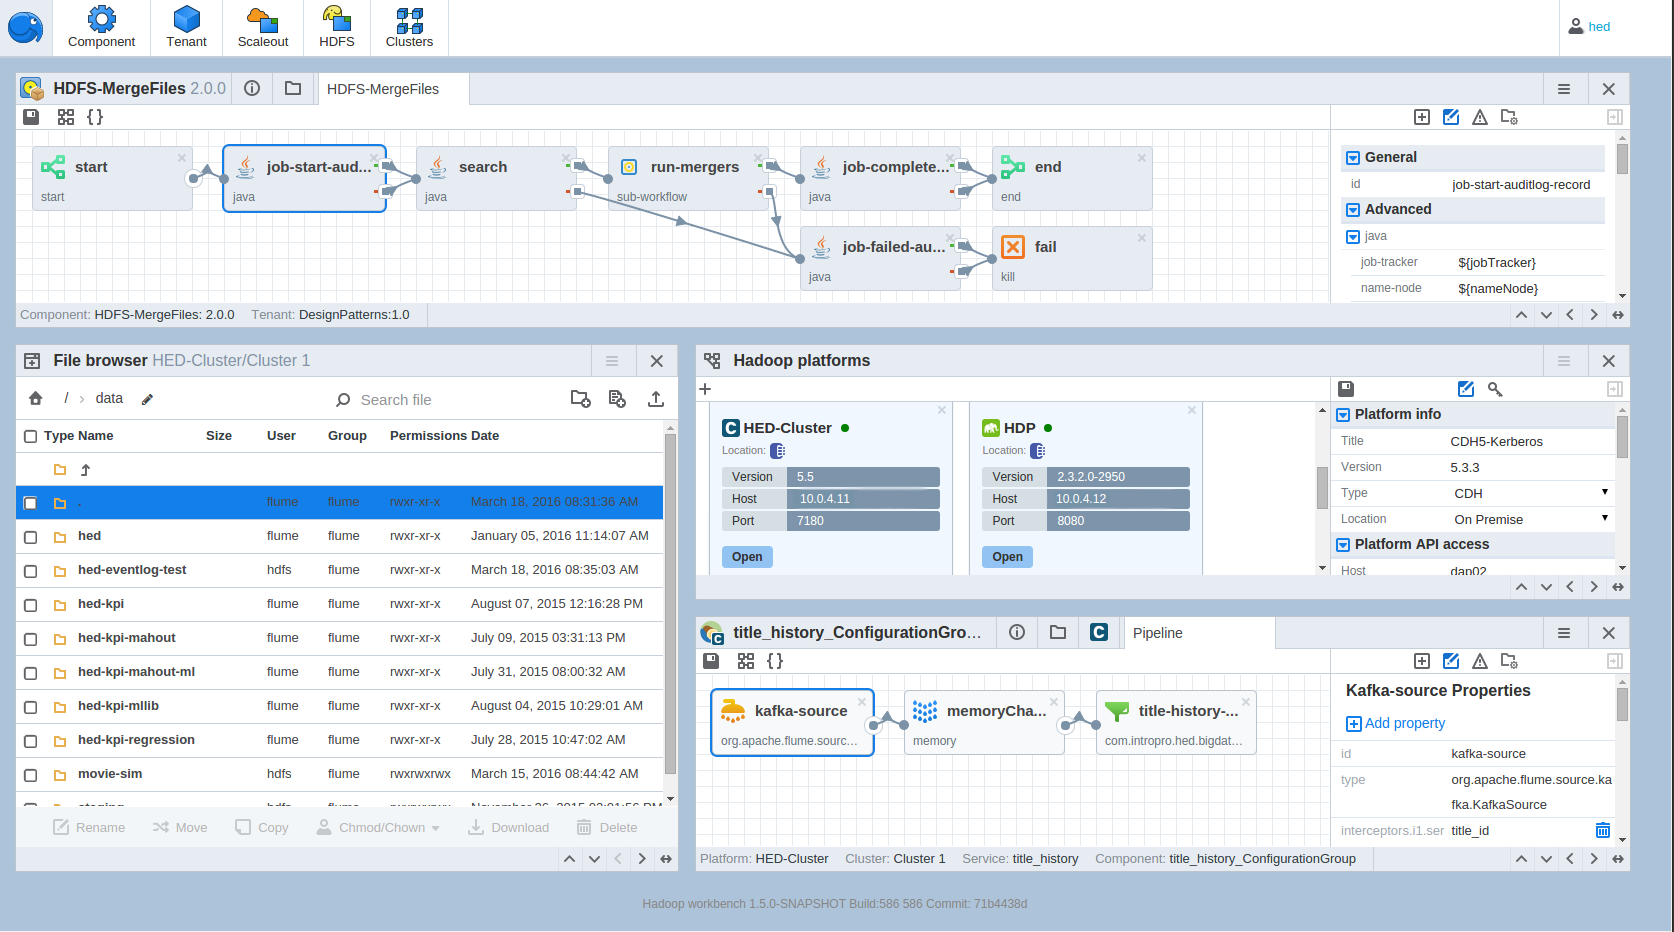 Component Tenant Scaleout HDFS Clusters hed
HDFS-MergeFiles 2.0.0 HDFS-MergeFiles
{}
start
start
job-start-aud...
java
search
java
run-mergers
sub-workflow
job-complete...
java
end
end
job-failed-au...
java
fail
kill
General
id job-start-auditlog-record
Advanced
java
job-tracker ${jobTracker}
name-node ${nameNode}
Component: HDFS-MergeFiles: 2.0.0 Tenant: DesignPatterns:1.0
File browser HED-Cluster/Cluster 1
/ › data Search file
Type Name Size User Group Permissions Date
. flume flume rwxr-xr-x March 18, 2016 08:31:36 AM
hed flume flume rwxr-xr-x January 05, 2016 11:14:07 AM
hed-eventlog-test hdfs flume rwxr-xr-x March 18, 2016 08:35:03 AM
hed-kpi flume flume rwxr-xr-x August 07, 2015 12:16:28 PM
hed-kpi-mahout flume flume rwxr-xr-x July 09, 2015 03:31:13 PM
hed-kpi-mahout-ml flume flume rwxr-xr-x July 31, 2015 08:00:32 AM
hed-kpi-mllib flume flume rwxr-xr-x August 04, 2015 10:29:01 AM
hed-kpi-regression flume flume rwxr-xr-x July 28, 2015 10:47:02 AM
movie-sim hdfs flume rwxrwxrwx March 15, 2016 08:44:42 AM
Rename Move Copy Chmod/Chown Download Delete
Hadoop platforms
+
C HED-Cluster
Location:
Version 5.5
Host 10.0.4.11
Port 7180
Open
HDP
Location:
Version 2.3.2.0-2950
Host 10.0.4.12
Port 8080
Open
Platform info
Title CDH5-Kerberos
Version 5.3.3
Type CDH
Location On Premise
Platform API access
Host dap02
title_history_ConfigurationGro... C Pipeline
{}
kafka-source
org.apache.flume.sourc...
memoryCha...
memory
title-history-...
com.intropro.hed.bigdat...
Kafka-source Properties
Add property
id kafka-source
type org.apache.flume.source.ka
fka.KafkaSource
interceptors.i1.ser title_id
Platform: HED-Cluster Cluster: Cluster 1 Service: title_history Component: title_history_ConfigurationGroup
Hadoop workbench 1.5.0-SNAPSHOT Build:586 586 Commit: 71b4438d